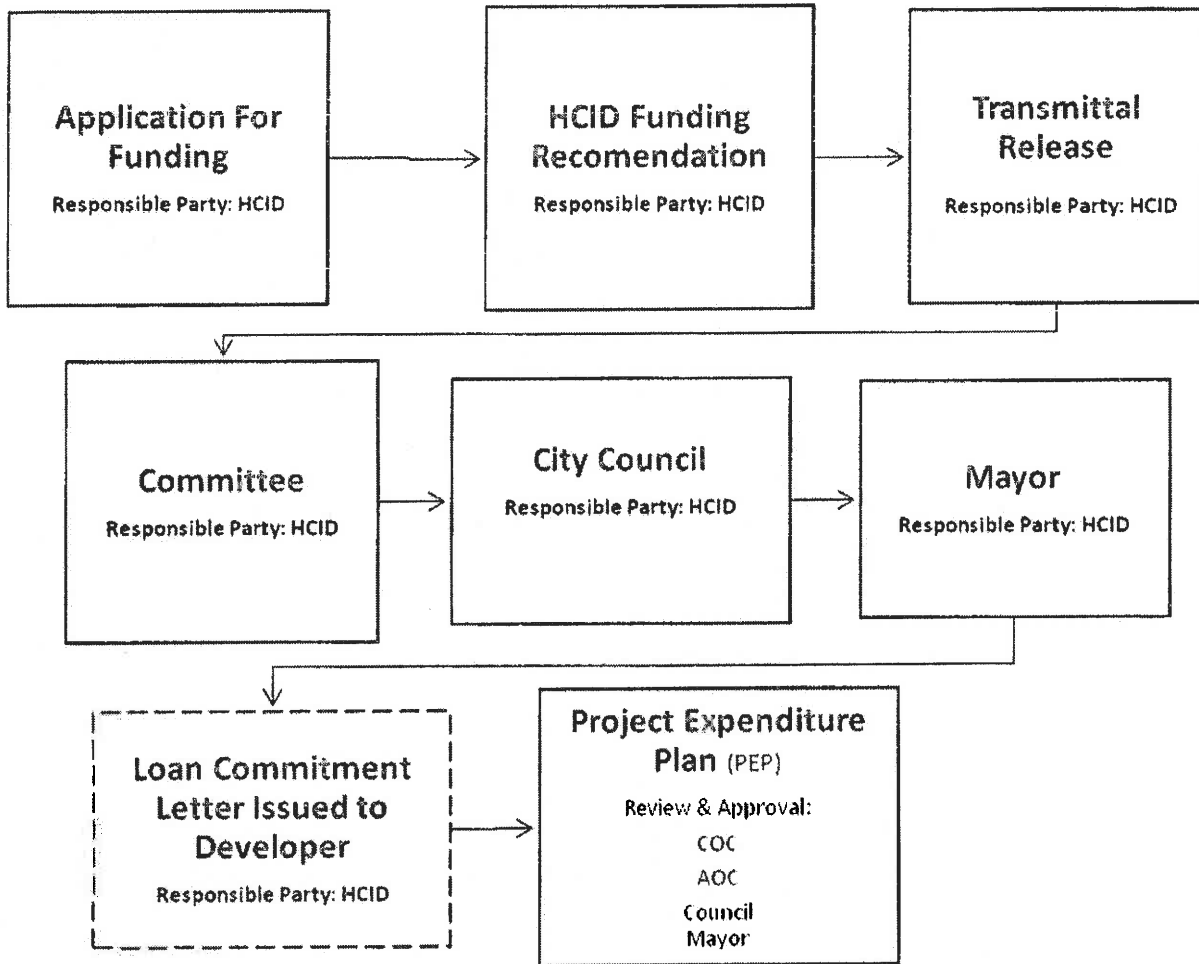 Application For
Funding
Responsible Party: HCID
HCID Funding
Recomendation
Responsible Party: HCID
Transmittal
Release
Responsible Party: HCID
Committee
Responsible Party: HCID
City Council
Responsible Party: HCID
Mayor
Responsible Party: HCID
Loan Commitment
Letter Issued to
Developer
Responsible Party: HCID
Project Expenditure
Plan (PEP)
Review & Approval:
COC
AOC
Council
Mayor